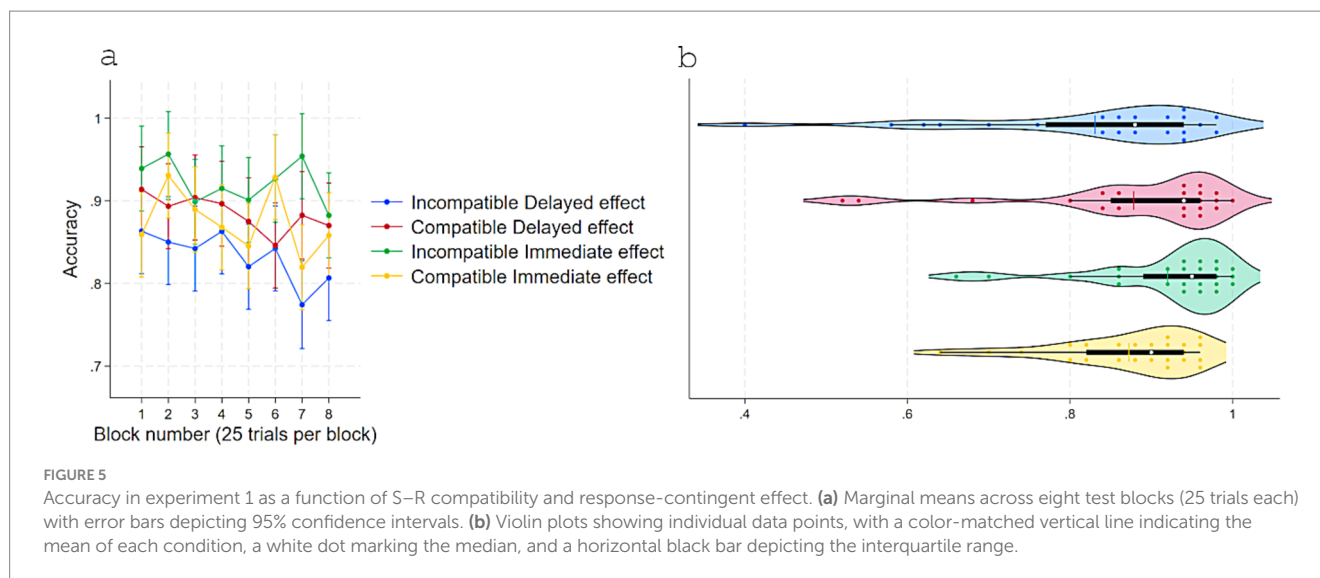 a
Accuracy
1
.9
.8
.7
1 2 3 4 5 6 7 8
Block number (25 trials per block)
Incompatible Delayed effect
Compatible Delayed effect
Incompatible Immediate effect
Compatible Immediate effect
b
.4 .6 .8 1
FIGURE 5
Accuracy in experiment 1 as a function of S–R compatibility and response-contingent effect. (a) Marginal means across eight test blocks (25 trials each)
with error bars depicting 95% confidence intervals. (b) Violin plots showing individual data points, with a color-matched vertical line indicating the
mean of each condition, a white dot marking the median, and a horizontal black bar depicting the interquartile range.